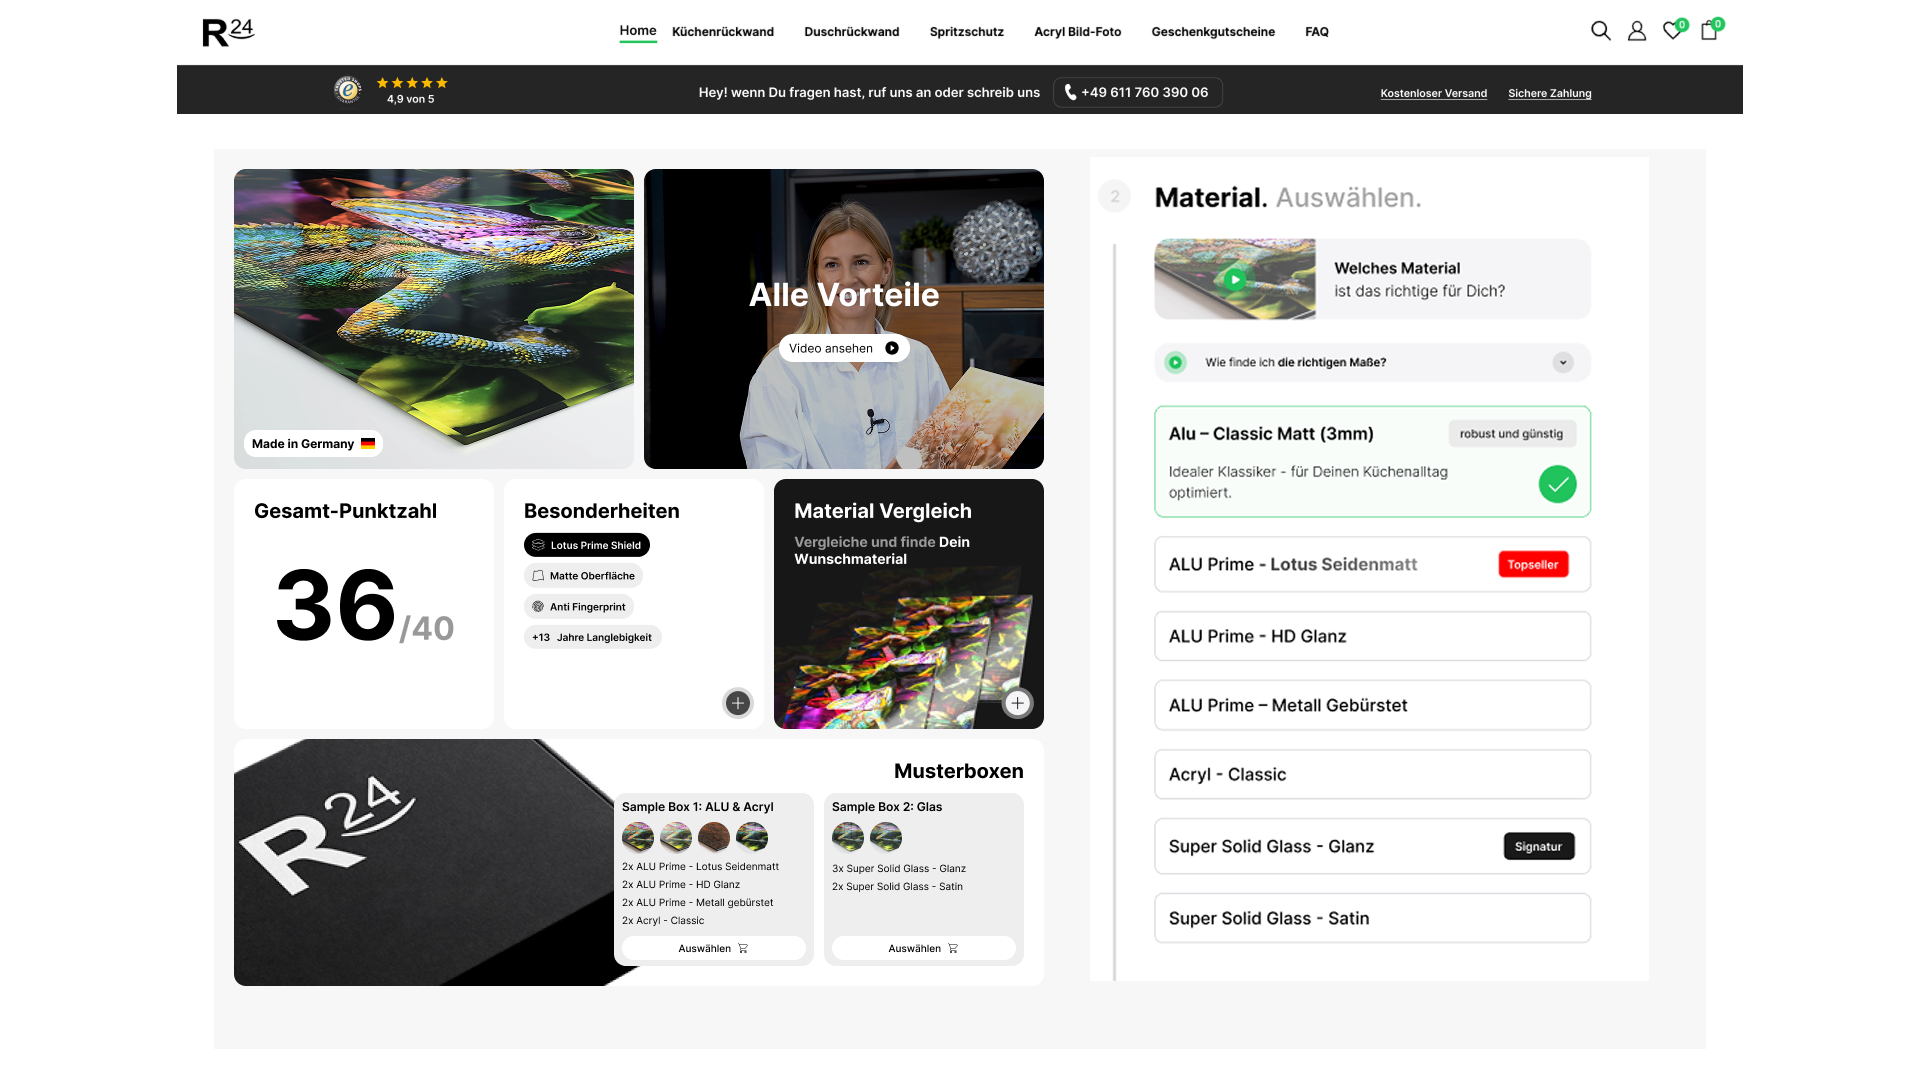 R24
Home
Küchenrückwand
Duschrückwand
Spritzschutz
Acryl Bild-Foto
Geschenkgutscheine
FAQ
0
0
4,9 von 5
Hey! wenn Du fragen hast, ruf uns an oder schreib uns
+49 611 760 390 06
Kostenloser Versand
Sichere Zahlung
Made in Germany
Alle Vorteile
Video ansehen
Gesamt-Punktzahl
36/40
Besonderheiten
Lotus Prime Shield
Matte Oberfläche
Anti Fingerprint
+13 Jahre Langlebigkeit
Material Vergleich
Vergleiche und finde Dein
Wunschmaterial
R24
Musterboxen
Sample Box 1: ALU & Acryl
2x ALU Prime - Lotus Seidenmatt
2x ALU Prime - HD Glanz
2x ALU Prime - Metall gebürstet
2x Acryl - Classic
Auswählen
Sample Box 2: Glas
3x Super Solid Glass - Glanz
2x Super Solid Glass - Satin
Auswählen
2
Material. Auswählen.
Welches Material
ist das richtige für Dich?
Wie finde ich die richtigen Maße?
Alu – Classic Matt (3mm)
robust und günstig
Idealer Klassiker - für Deinen Küchenalltag
optimiert.
ALU Prime - Lotus Seidenmatt
Topseller
ALU Prime - HD Glanz
ALU Prime – Metall Gebürstet
Acryl - Classic
Super Solid Glass - Glanz
Signatur
Super Solid Glass - Satin